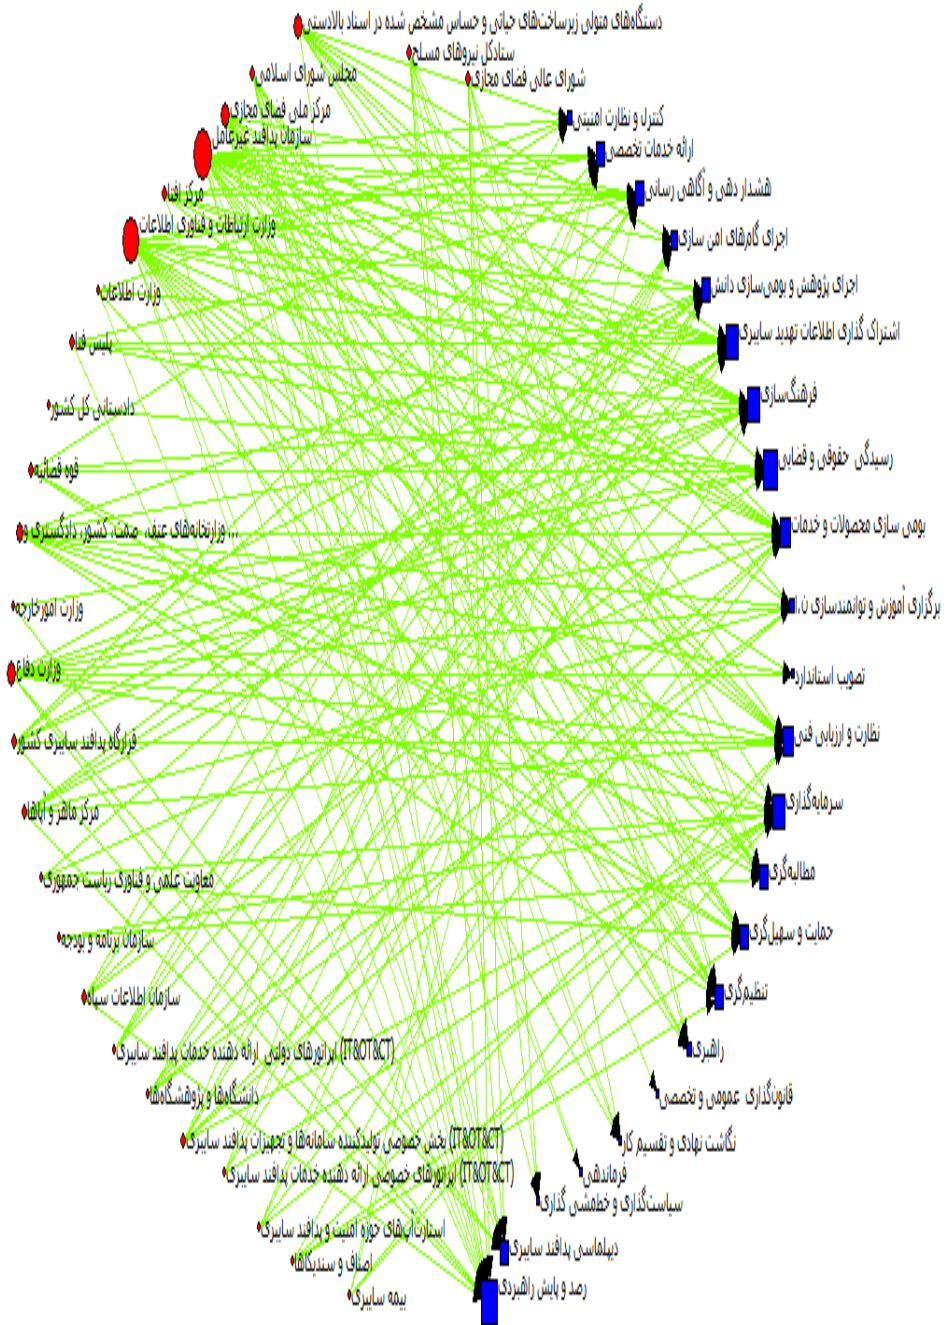 دستگاه‌های متولی زیرساخت‌های حیاتی و حساس مشخص شده در اسناد بالادستی
ستادکل نیروهای مسلح
شورای عالی فضای مجازی
مجلس شورای اسلامی
مرکز ملی فضای مجازی
سازمان پدافند غیرعامل
مرکز افتا
وزارت ارتباطات و فناوری اطلاعات
وزارت اطلاعات
پلیس فتا
دادستانی کل کشور
قوه قضائیه
وزارتخانه‌های عتف، صمت، کشور، دادگستری و ...
وزارت امورخارجه
وزارت دفاع
قرارگاه پدافند سایبری کشور
مرکز ماهر و آپاها
معاونت علمی و فناوری ریاست جمهوری
سازمان برنامه و بودجه
سازمان اطلاعات سپاه
اپراتورهای دولتی ارائه دهنده خدمات پدافند سایبری (IT&OT&CT)
دانشگاه‌ها و پژوهشگاه‌ها
بخش خصوصی تولیدکننده سامانه‌ها و تجهیزات پدافند سایبری (IT&OT&CT)
اپراتورهای خصوصی ارائه دهنده خدمات پدافند سایبری (IT&OT&CT)
استارت‌آپ‌های حوزه امنیت و پدافند سایبری
اصناف و سندیکاها
بیمه سایبری
کنترل و نظارت امنیتی
ارائه خدمات تخصصی
هشدار دهی و آگاهی رسانی
اجرای گام‌های امن سازی
اجرای پژوهش و بومی‌سازی دانش
اشتراک گذاری اطلاعات تهدید سایبری
فرهنگ‌سازی
رسیدگی حقوقی و قضایی
بومی سازی محصولات و خدمات
برگزاری آموزش و توانمندسازی ن.ا
تصویب استاندارد
نظارت و ارزیابی فنی
سرمایه‌گذاری
مطالبه‌گری
حمایت و سهیل‌گری
تنظیم‌گری
راهبری
قانون‌گذاری عمومی و تخصصی
نگاشت نهادی و تقسیم کار
فرماندهی
سیاست‌گذاری و خط‌مشی گذاری
دیپلماسی پدافند سایبری
رصد و پایش راهبردی